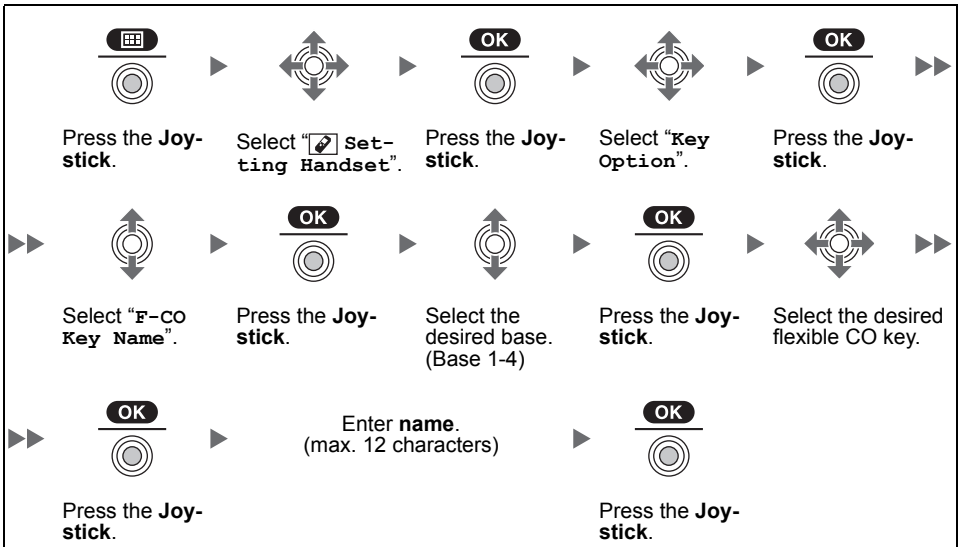 OK
OK
Press the Joy-
stick.
Select “ Set-
ting Handset”.
Press the Joy-
stick.
Select “Key
Option”.
Press the Joy-
stick.
OK
OK
Select “F-CO
Key Name”.
Press the Joy-
stick.
Select the
desired base.
(Base 1-4)
Press the Joy-
stick.
Select the desired
flexible CO key.
OK
Enter name.
(max. 12 characters)
OK
Press the Joy-
stick.
Press the Joy-
stick.